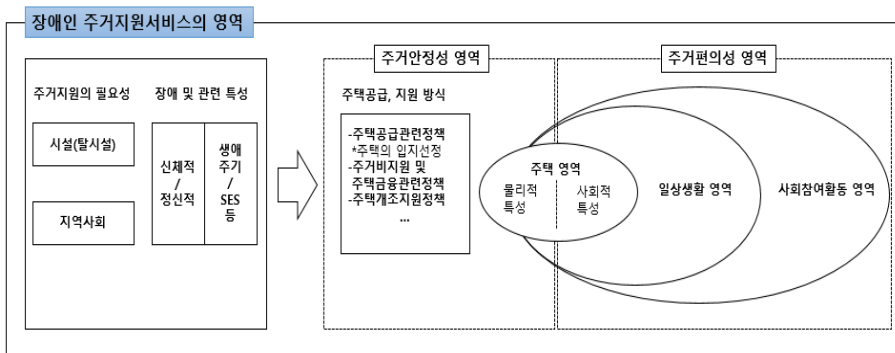 장애인 주거지원서비스의 영역
주거지원의 필요성
시설(탈시설)
지역사회
장애 및 관련 특성
신체적
/
정신적
생애
주기
/
SES
등
주거안정성 영역
주택공급, 지원 방식
-주택공급관련정책
*주택의 입지선정
-주거비지원 및
주택금융관련정책
-주택개조지원정책
...
주거편의성 영역
주택 영역
물리적
특성
사회적
특성
일상생활 영역
사회참여활동 영역